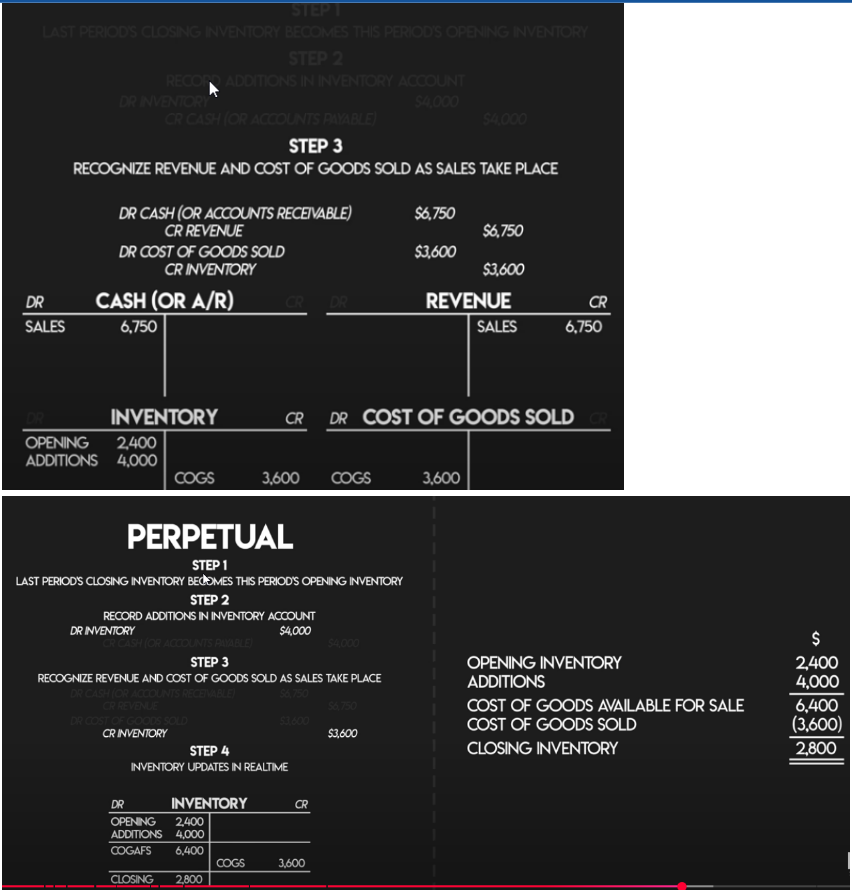 STEP 1
LAST PERIOD'S CLOSING INVENTORY BECOMES THIS PERIOD'S OPENING INVENTORY
STEP 2
RECORD ADDITIONS IN INVENTORY ACCOUNT
DR INVENTORY $4,000
CR CASH (OR ACCOUNTS PAYABLE) $4,000
STEP 3
RECOGNIZE REVENUE AND COST OF GOODS SOLD AS SALES TAKE PLACE
DR CASH (OR ACCOUNTS RECEIVABLE) $6,750
CR REVENUE $6,750
DR COST OF GOODS SOLD $3,600
CR INVENTORY $3,600
DR CASH (OR A/R) CR
SALES 6,750
DR REVENUE CR
SALES 6,750
DR INVENTORY CR
OPENING 2,400
ADDITIONS 4,000
COGS 3,600
DR COST OF GOODS SOLD CR
COGS 3,600
PERPETUAL
STEP 1
LAST PERIOD'S CLOSING INVENTORY BECOMES THIS PERIOD'S OPENING INVENTORY
STEP 2
RECORD ADDITIONS IN INVENTORY ACCOUNT
DR INVENTORY $4,000
CR CASH (OR ACCOUNTS PAYABLE) $4,000
STEP 3
RECOGNIZE REVENUE AND COST OF GOODS SOLD AS SALES TAKE PLACE
DR CASH (OR ACCOUNTS RECEIVABLE) $6,750
CR REVENUE $6,750
DR COST OF GOODS SOLD $3,600
CR INVENTORY $3,600
STEP 4
INVENTORY UPDATES IN REALTIME
DR INVENTORY CR
OPENING 2,400
ADDITIONS 4,000
COGAFS 6,400
COGS 3,600
CLOSING 2,800
$
OPENING INVENTORY 2,400
ADDITIONS 4,000
COST OF GOODS AVAILABLE FOR SALE 6,400
COST OF GOODS SOLD (3,600)
CLOSING INVENTORY 2,800